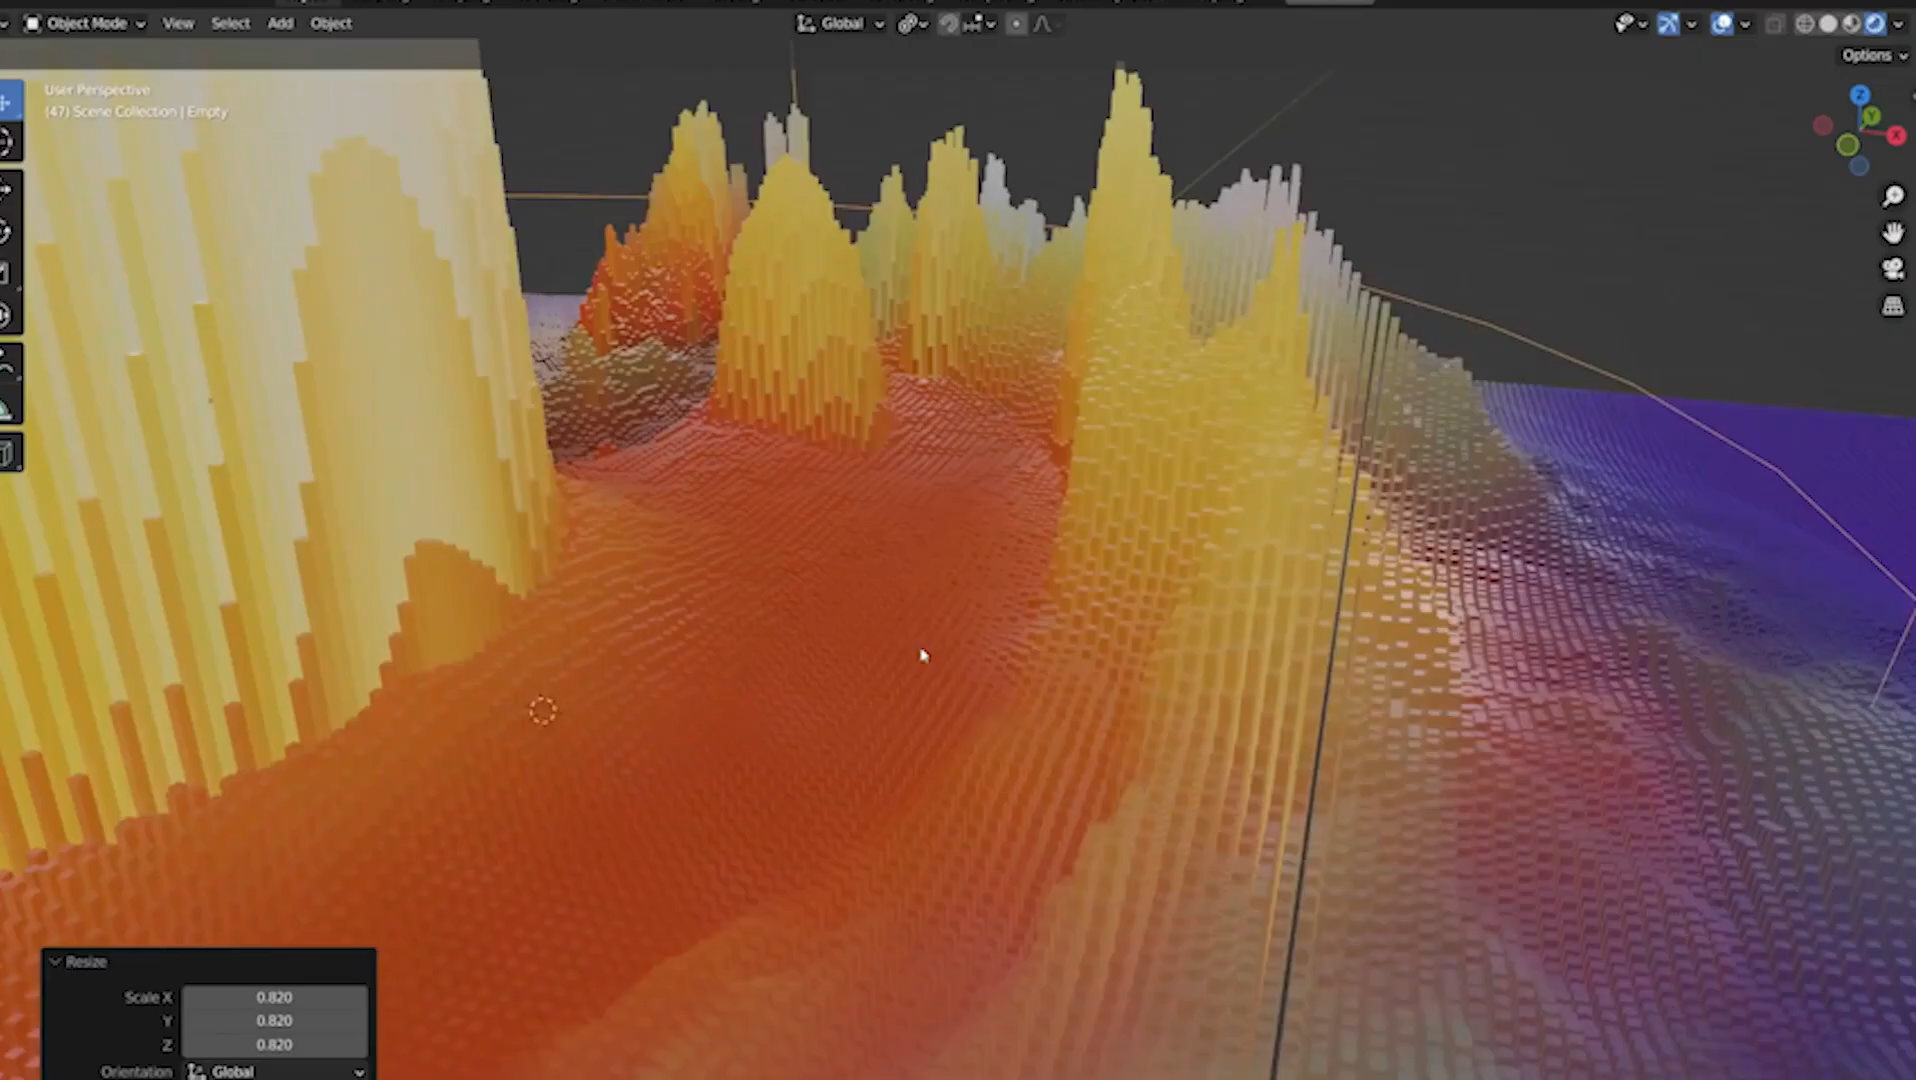 Object Mode View Select Add Object Global
Options
User Perspective
(47) Scene Collection | Empty
Z
Y
X
Resize
Scale X 0.820
Y 0.820
Z 0.820
Orientation Global